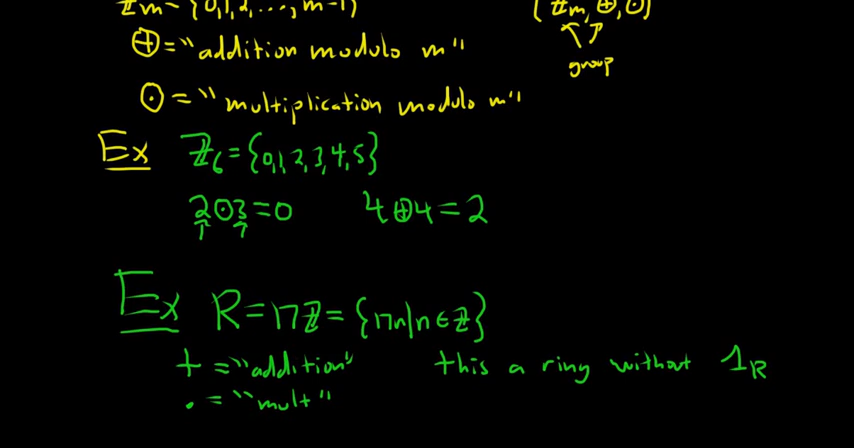 ℤm = {0,1,2,...,m-1}
(ℤm, ⊕, ⊙)
⊕ = "addition modulo m"
group
⊙ = "multiplication modulo m"
Ex ℤ₆ = {0,1,2,3,4,5}
2⊙3=0 4⊕4=2
Ex R = 17ℤ = {17n|n∈ℤ}
+ = "addition" this a ring without 1_R
· = "mult"